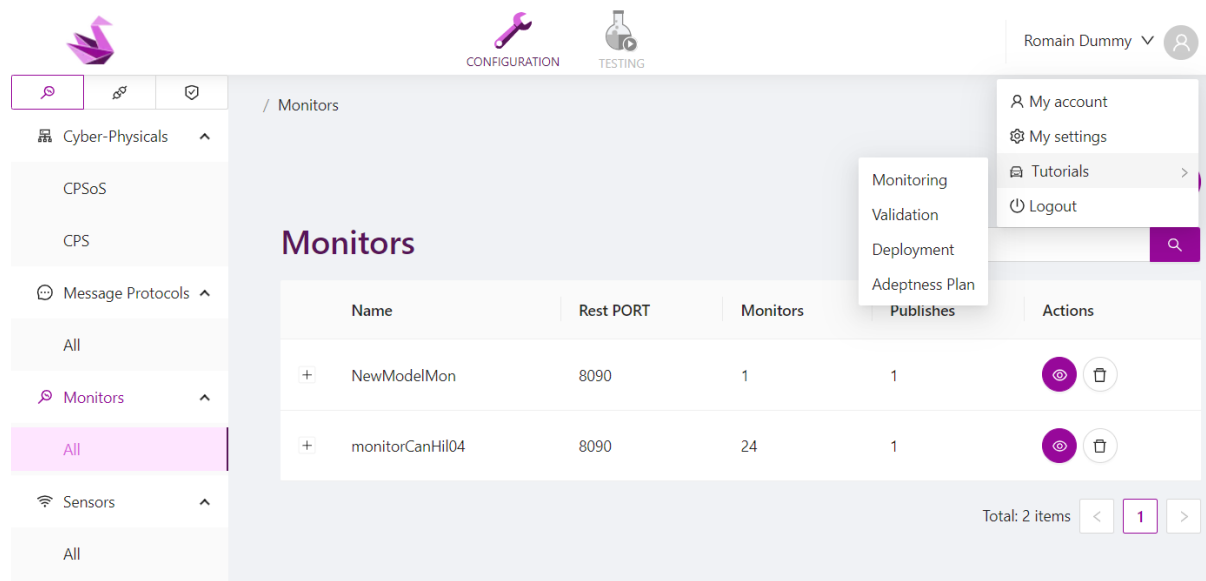 CONFIGURATION
TESTING
Romain Dummy
/ Monitors
My account
My settings
Tutorials
Logout
Monitoring
Validation
Deployment
Adeptness Plan
Cyber-Physicals
CPSoS
CPS
Message Protocols
All
Monitors
All
Sensors
All
Monitors
Name Rest PORT Monitors Publishes Actions
NewModelMon 8090 1 1
monitorCanHil04 8090 24 1
Total: 2 items < 1 >